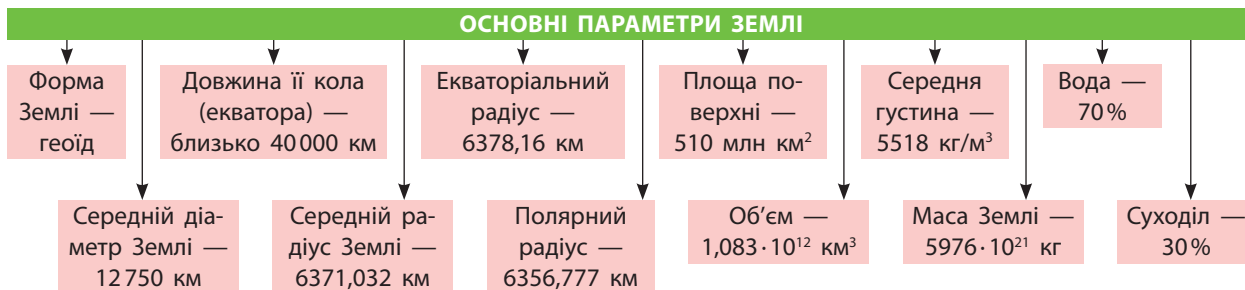 ОСНОВНІ ПАРАМЕТРИ ЗЕМЛІ
Форма
Землі —
геоїд
Довжина її кола
(екватора) —
близько 40 000 км
Екваторіальний
радіус —
6378,16 км
Площа по-
верхні —
510 млн км²
Середня
густина —
5518 кг/м³
Вода —
70 %
Середній діа-
метр Землі —
12 750 км
Середній ра-
діус Землі —
6371,032 км
Полярний
радіус —
6356,777 км
Об’єм —
1,083 · 10¹² км³
Маса Землі —
5976 · 10²¹ кг
Суходіл —
30 %